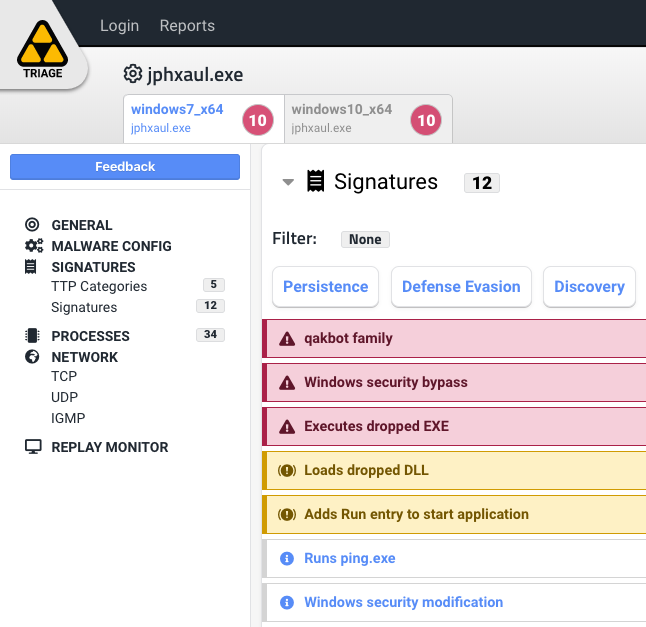 TRIAGE
Login Reports
jphxaul.exe
windows7_x64
jphxaul.exe
10
windows10_x64
jphxaul.exe
10
Feedback
GENERAL
MALWARE CONFIG
SIGNATURES
TTP Categories 5
Signatures 12
PROCESSES 34
NETWORK
TCP
UDP
IGMP
REPLAY MONITOR
Signatures 12
Filter: None
Persistence Defense Evasion Discovery
qakbot family
Windows security bypass
Executes dropped EXE
Loads dropped DLL
Adds Run entry to start application
Runs ping.exe
Windows security modification